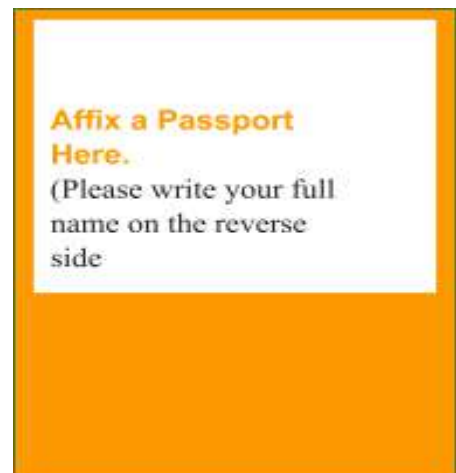 Affix a Passport
Here.
(Please write your full
name on the reverse
side